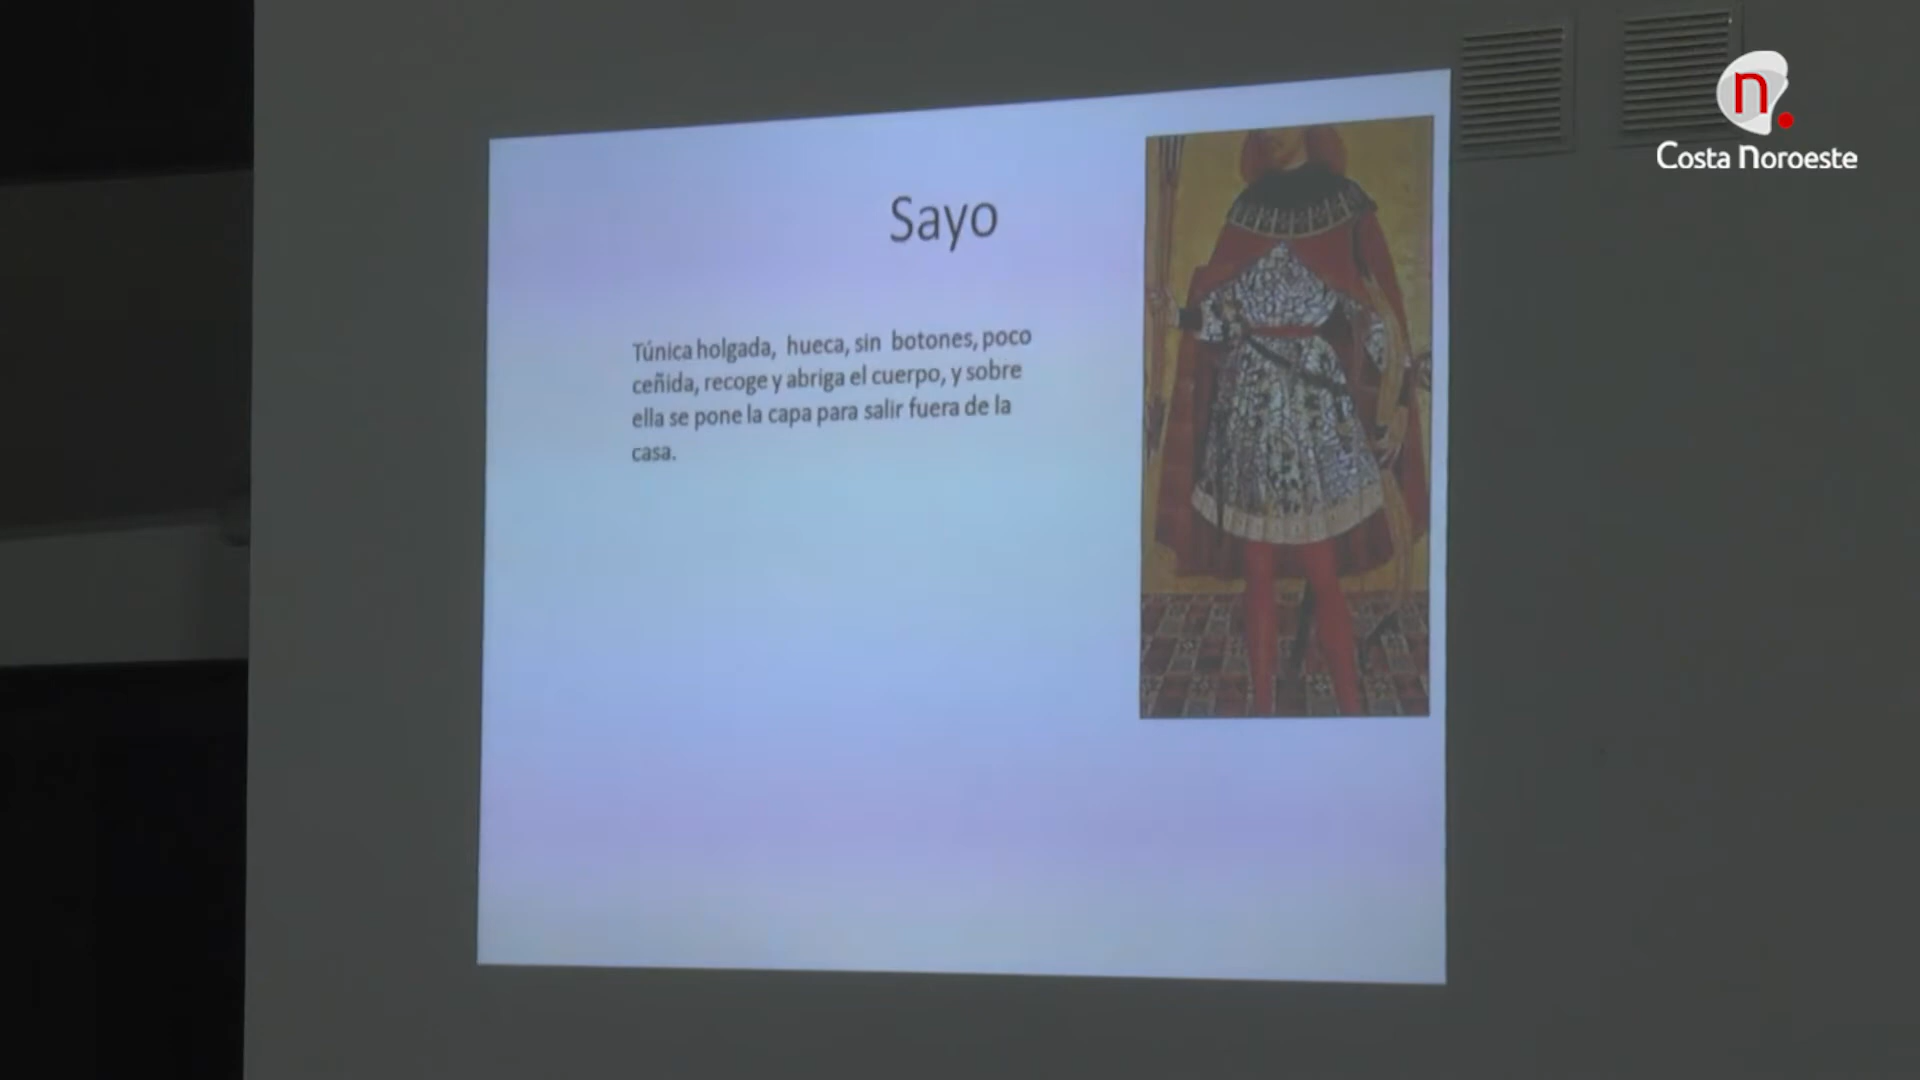 n.
Costa Noroeste
Sayo
Túnica holgada, hueca, sin botones, poco
ceñida, recoge y abriga el cuerpo, y sobre
ella se pone la capa para salir fuera de la
casa.